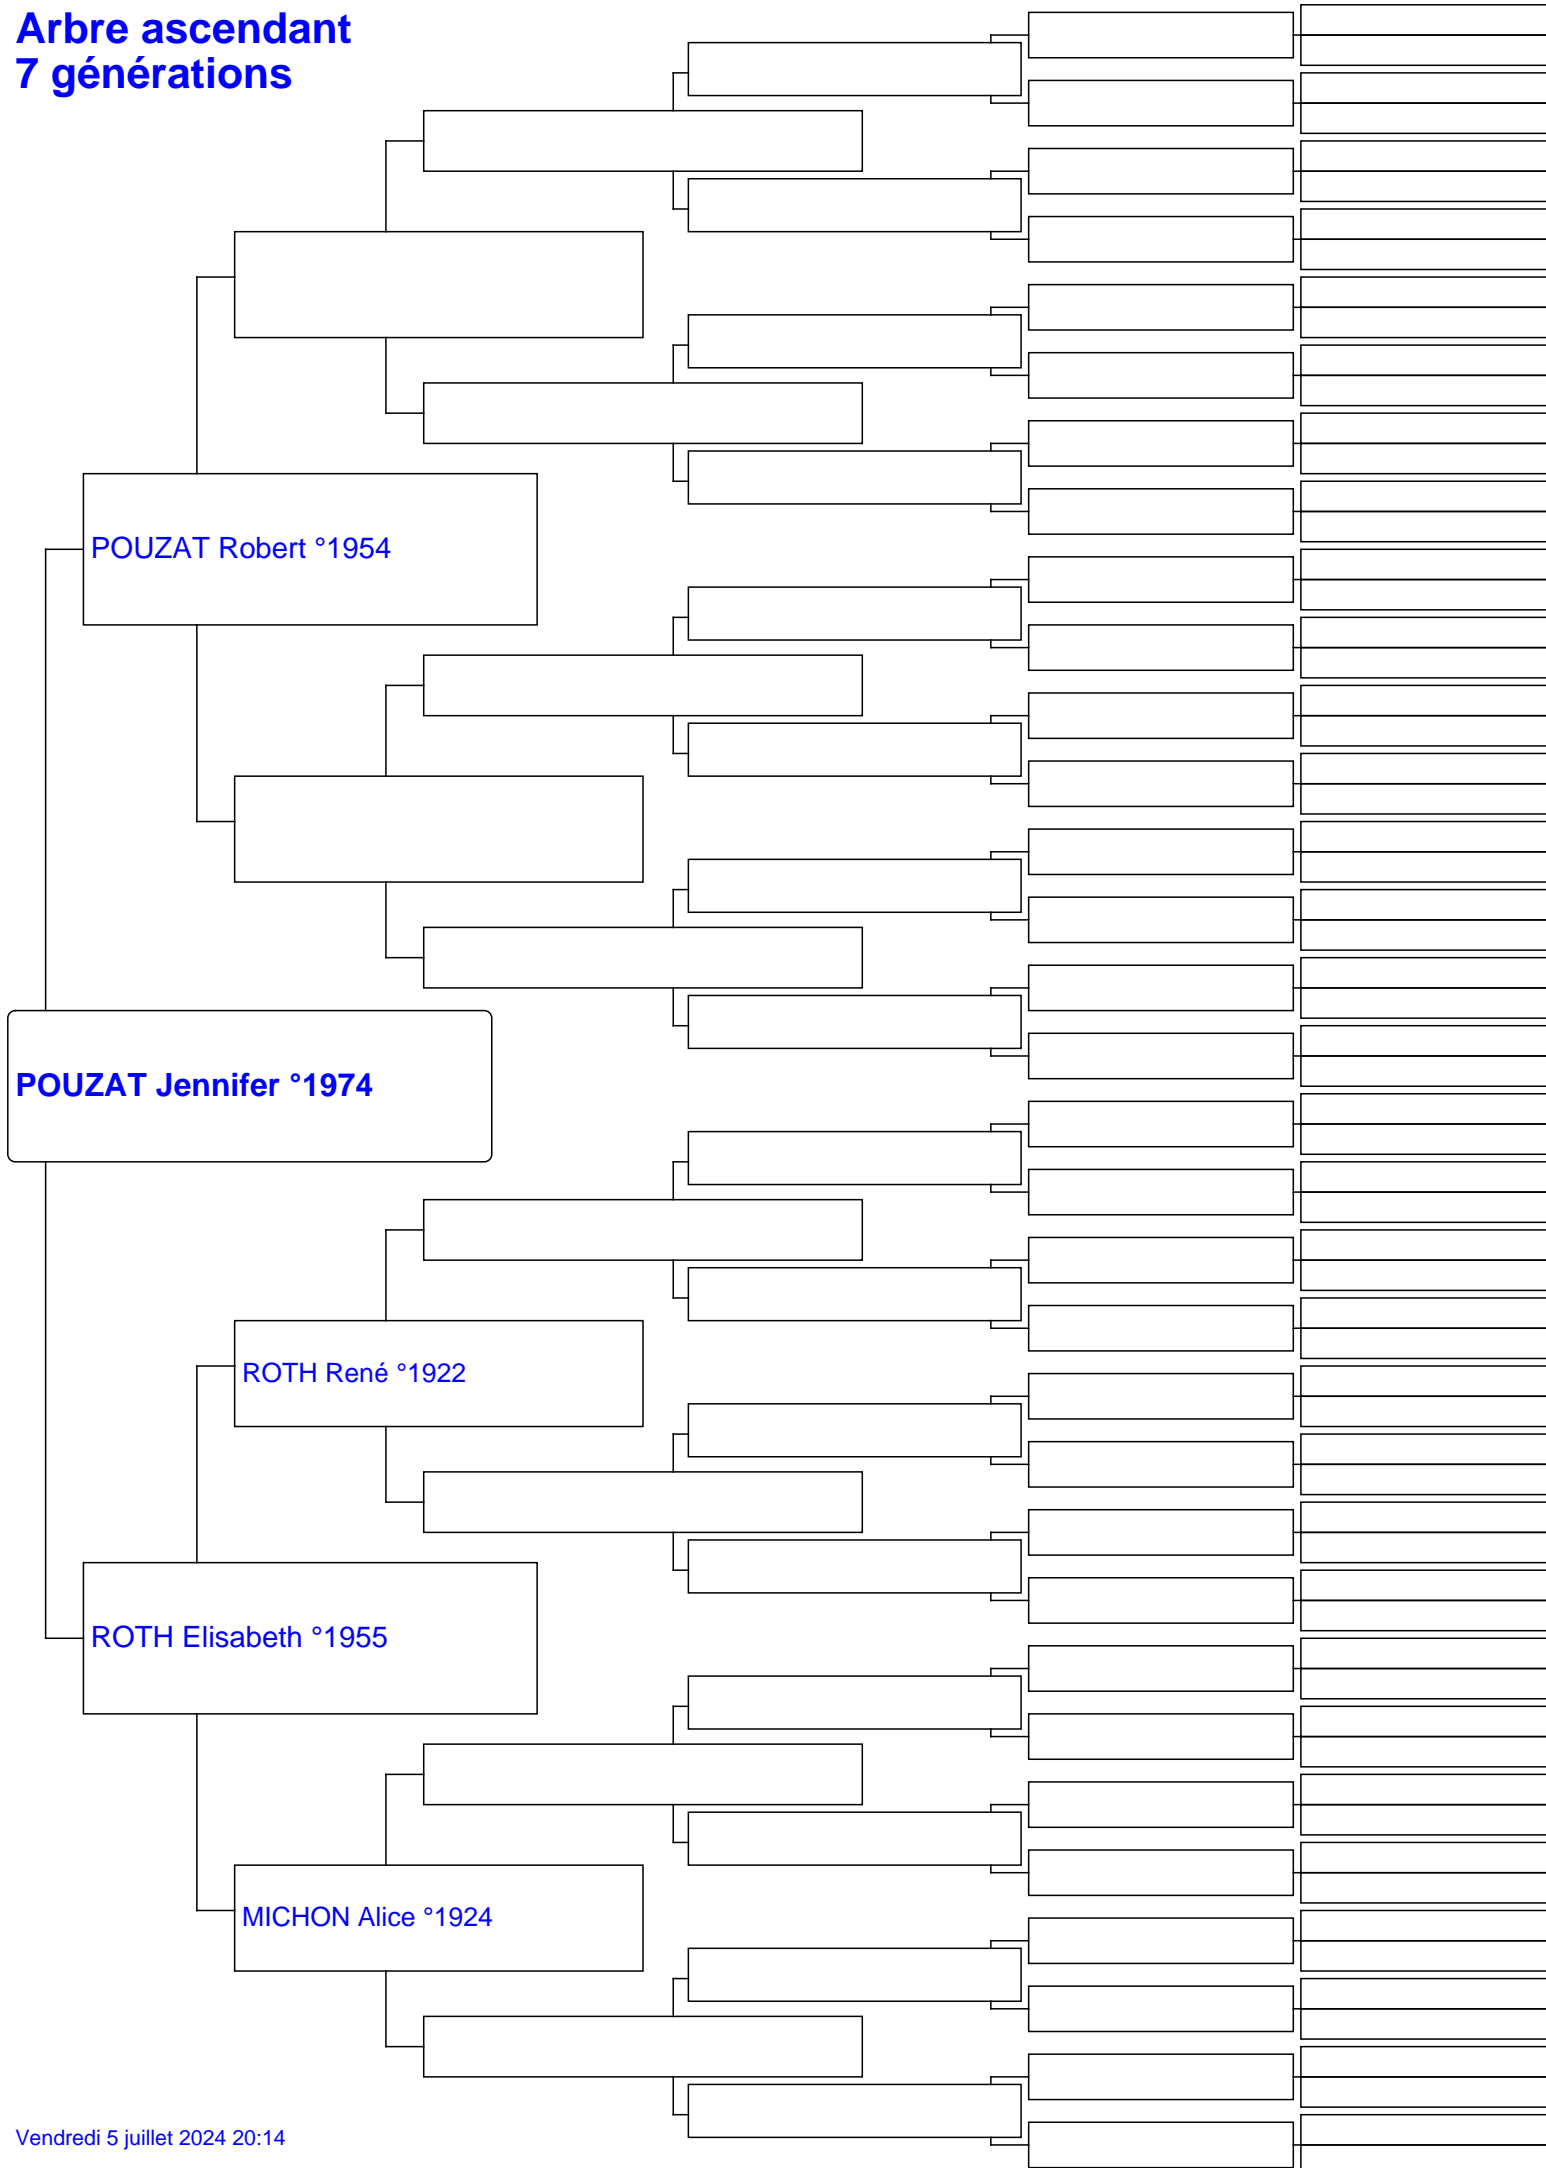 Arbre ascendant
7 générations
POUZAT Robert °1954
POUZAT Jennifer °1974
ROTH René °1922
ROTH Elisabeth °1955
MICHON Alice °1924
Vendredi 5 juillet 2024 20:14